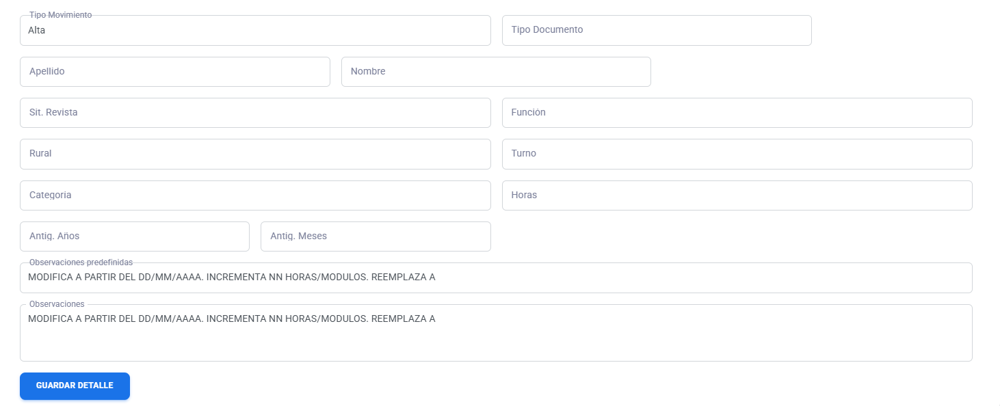 Tipo Movimiento
Alta
Tipo Documento
Apellido
Nombre
Sit. Revista
Función
Rural
Turno
Categoria
Horas
Antig. Años
Antig. Meses
Observaciones predefinidas
MODIFICA A PARTIR DEL DD/MM/AAAA. INCREMENTA NN HORAS/MODULOS. REEMPLAZA A
Observaciones
MODIFICA A PARTIR DEL DD/MM/AAAA. INCREMENTA NN HORAS/MODULOS. REEMPLAZA A
GUARDAR DETALLE